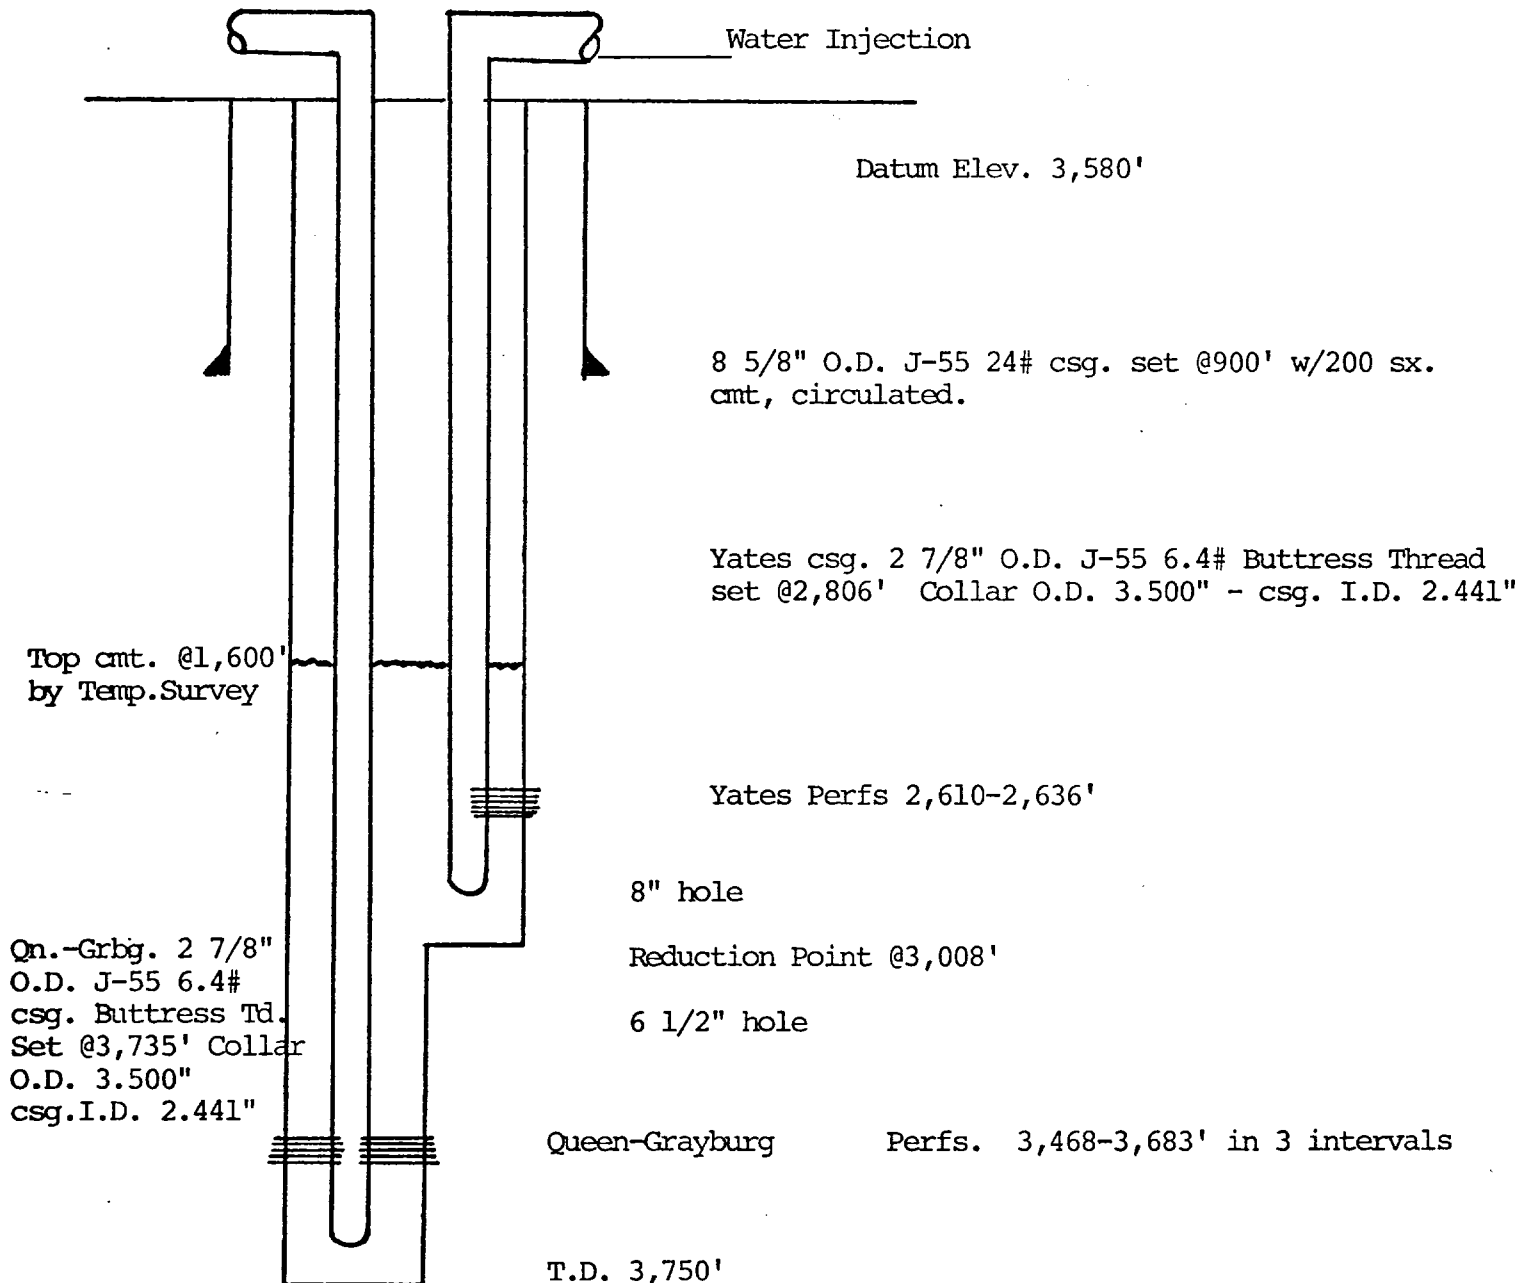 Water Injection
Datum Elev. 3,580'
8 5/8" O.D. J-55 24# csg. set @900' w/200 sx.
cmt, circulated.
Yates csg. 2 7/8" O.D. J-55 6.4# Buttress Thread
set @2,806' Collar O.D. 3.500" - csg. I.D. 2.441"
Top cmt. @1,600'
by Temp.Survey
Yates Perfs 2,610-2,636'
8" hole
Reduction Point @3,008'
6 1/2" hole
Qn.-Grbg. 2 7/8"
O.D. J-55 6.4#
csg. Buttress Td.
Set @3,735' Collar
O.D. 3.500"
csg.I.D. 2.441"
Queen-Grayburg Perfs. 3,468-3,683' in 3 intervals
T.D. 3,750'